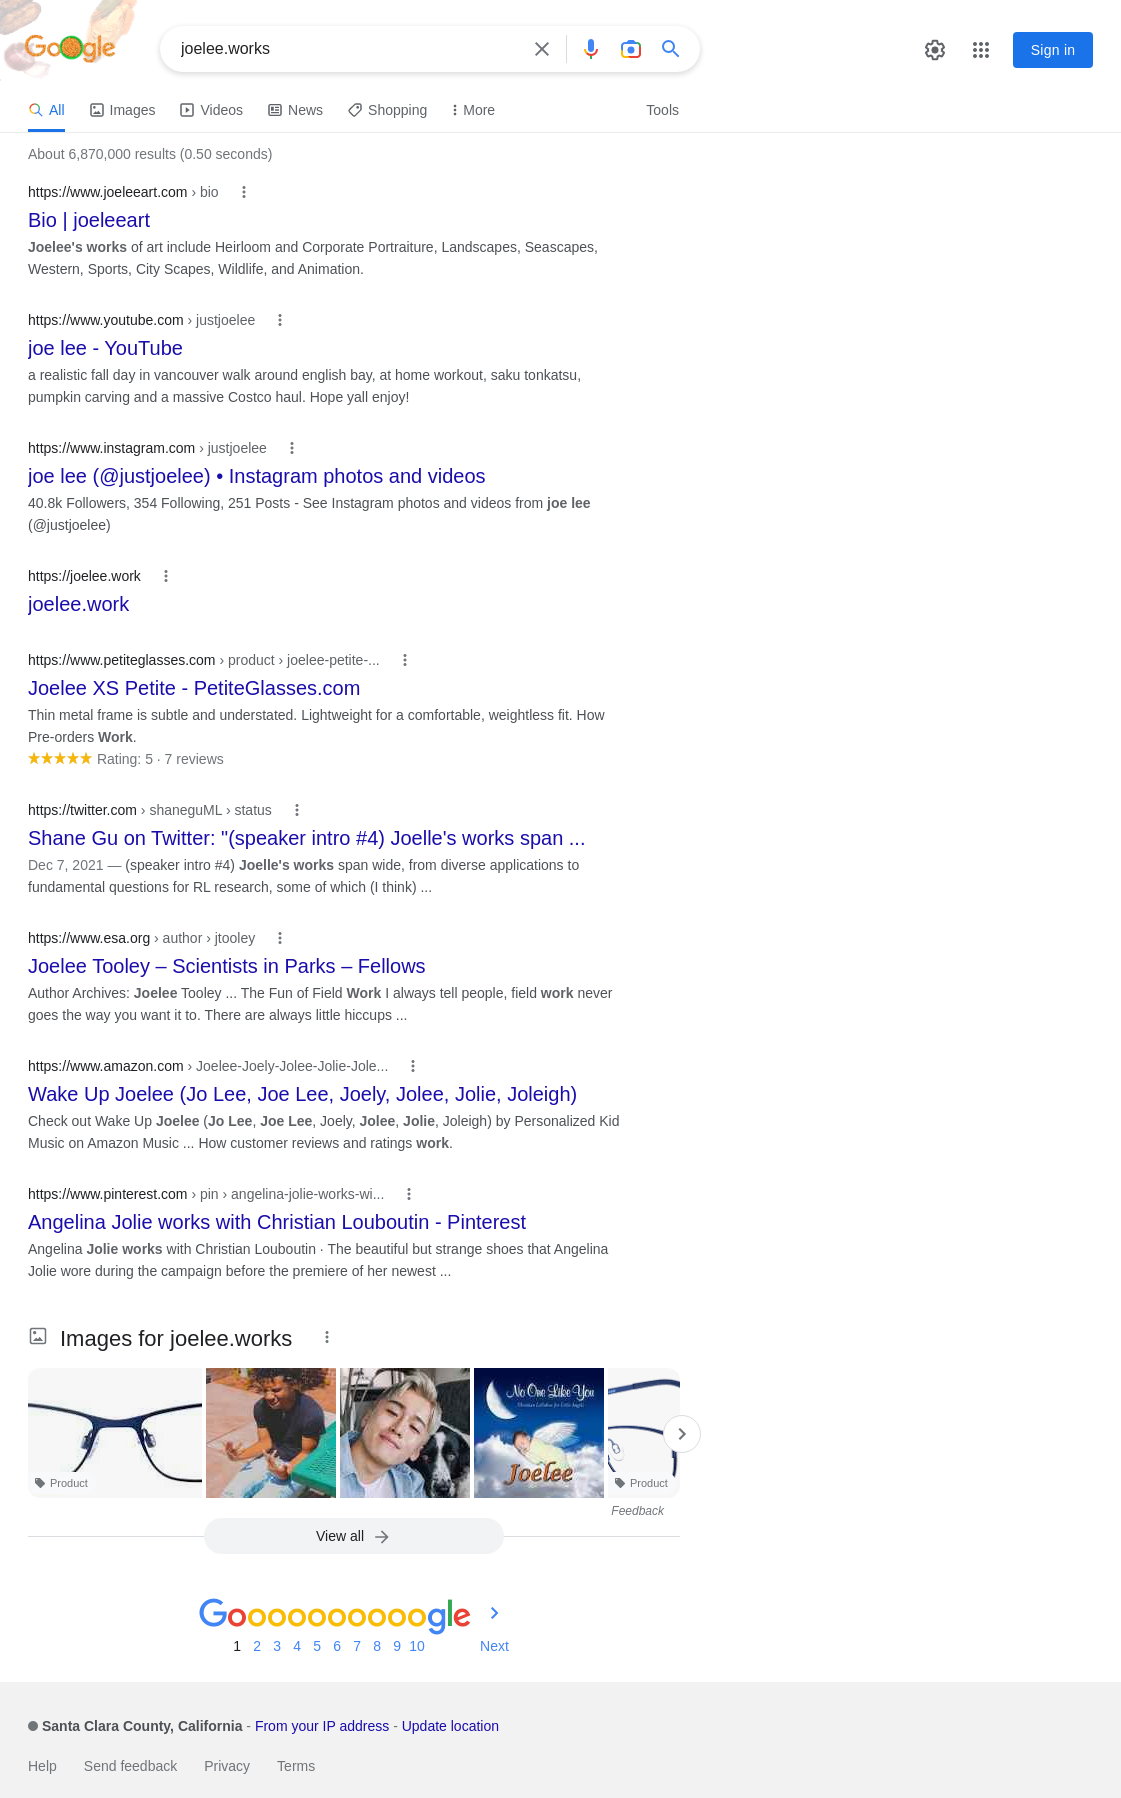 Google
joelee.works
Sign in
All
Images
Videos
News
Shopping
More
Tools
About 6,870,000 results (0.50 seconds)
https://www.joeleeart.com › bio
Bio | joeleeart
Joelee's works of art include Heirloom and Corporate Portraiture, Landscapes, Seascapes,
Western, Sports, City Scapes, Wildlife, and Animation.
https://www.youtube.com › justjoelee
joe lee - YouTube
a realistic fall day in vancouver walk around english bay, at home workout, saku tonkatsu,
pumpkin carving and a massive Costco haul. Hope yall enjoy!
https://www.instagram.com › justjoelee
joe lee (@justjoelee) • Instagram photos and videos
40.8k Followers, 354 Following, 251 Posts - See Instagram photos and videos from joe lee
(@justjoelee)
https://joelee.work
joelee.work
https://www.petiteglasses.com › product › joelee-petite-...
Joelee XS Petite - PetiteGlasses.com
Thin metal frame is subtle and understated. Lightweight for a comfortable, weightless fit. How
Pre-orders Work.
Rating: 5 · 7 reviews
https://twitter.com › shaneguML › status
Shane Gu on Twitter: "(speaker intro #4) Joelle's works span ...
Dec 7, 2021 — (speaker intro #4) Joelle's works span wide, from diverse applications to
fundamental questions for RL research, some of which (I think) ...
https://www.esa.org › author › jtooley
Joelee Tooley – Scientists in Parks – Fellows
Author Archives: Joelee Tooley ... The Fun of Field Work I always tell people, field work never
goes the way you want it to. There are always little hiccups ...
https://www.amazon.com › Joelee-Joely-Jolee-Jolie-Jole...
Wake Up Joelee (Jo Lee, Joe Lee, Joely, Jolee, Jolie, Joleigh)
Check out Wake Up Joelee (Jo Lee, Joe Lee, Joely, Jolee, Jolie, Joleigh) by Personalized Kid
Music on Amazon Music ... How customer reviews and ratings work.
https://www.pinterest.com › pin › angelina-jolie-works-wi...
Angelina Jolie works with Christian Louboutin - Pinterest
Angelina Jolie works with Christian Louboutin · The beautiful but strange shoes that Angelina
Jolie wore during the campaign before the premiere of her newest ...
Images for joelee.works
No One Like You
Joelee
Product
Product
Feedback
View all
Goooooooooogle
1 2 3 4 5 6 7 8 9 10 Next
Santa Clara County, California - From your IP address - Update location
Help Send feedback Privacy Terms